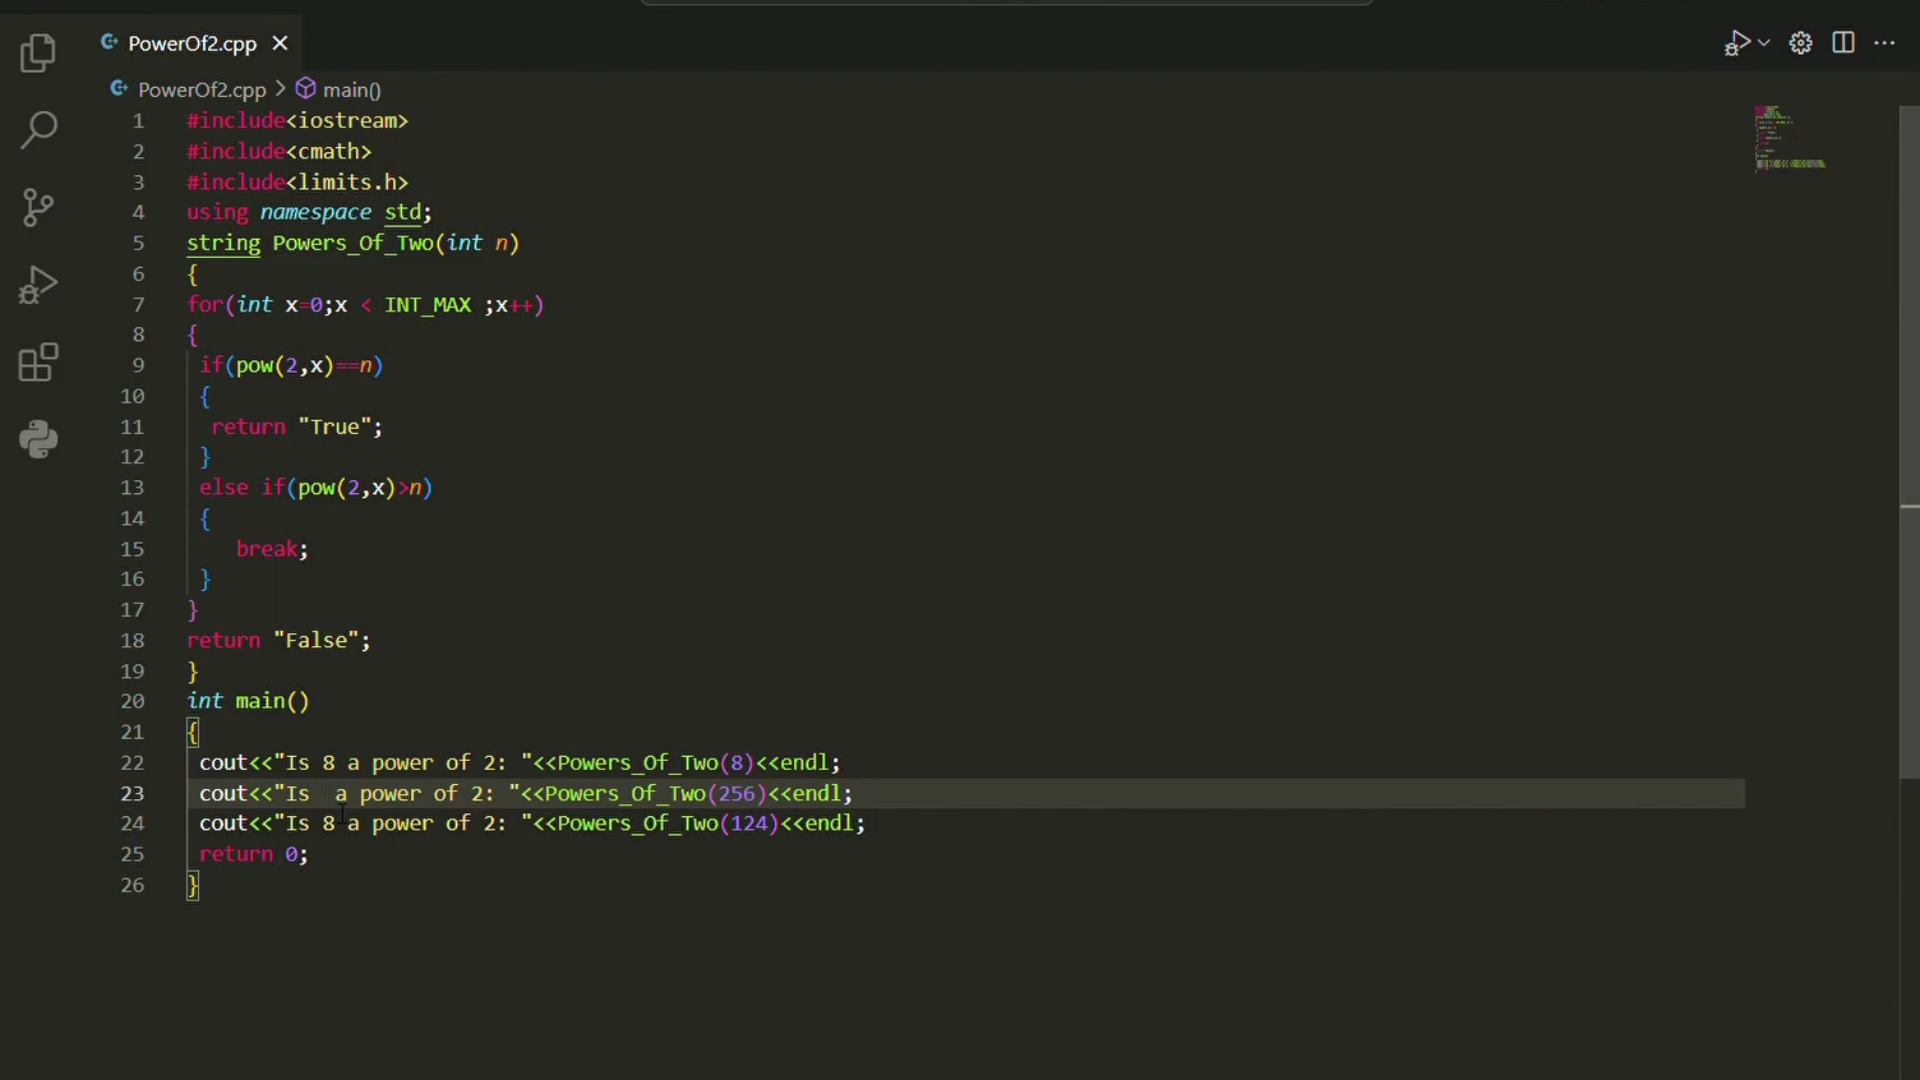 PowerOf2.cpp
PowerOf2.cpp > main()
1 #include<iostream>
2 #include<cmath>
3 #include<limits.h>
4 using namespace std;
5 string Powers_Of_Two(int n)
6 {
7 for(int x=0;x < INT_MAX ;x++)
8 {
9 if(pow(2,x)==n)
10 {
11 return "True";
12 }
13 else if(pow(2,x)>n)
14 {
15 break;
16 }
17 }
18 return "False";
19 }
20 int main()
21 {
22 cout<<"Is 8 a power of 2: "<<Powers_Of_Two(8)<<endl;
23 cout<<"Is  a power of 2: "<<Powers_Of_Two(256)<<endl;
24 cout<<"Is 8 a power of 2: "<<Powers_Of_Two(124)<<endl;
25 return 0;
26 }